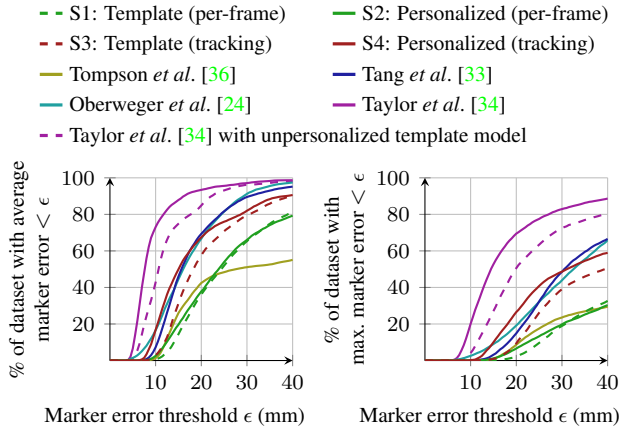 S1: Template (per-frame) S2: Personalized (per-frame)
S3: Template (tracking) S4: Personalized (tracking)
Tompson et al. [36] Tang et al. [33]
Oberweger et al. [24] Taylor et al. [34]
Taylor et al. [34] with unpersonalized template model
% of dataset with average
marker error < ϵ
100
80
60
40
20
10 20 30 40
Marker error threshold ϵ (mm)
% of dataset with
max. marker error < ϵ
100
80
60
40
20
10 20 30 40
Marker error threshold ϵ (mm)